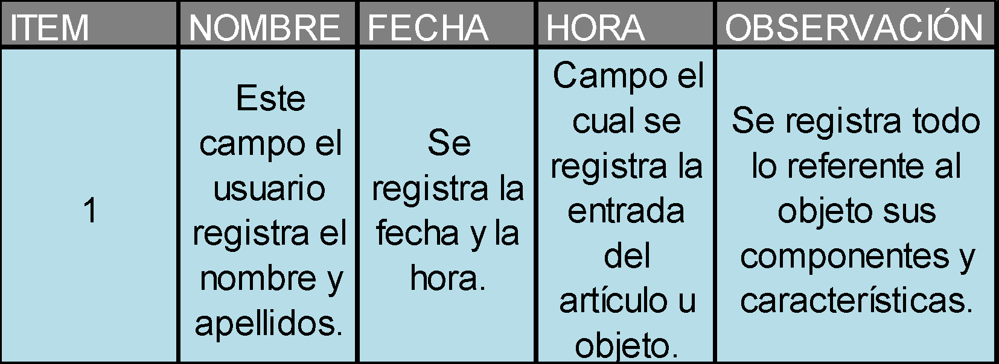 ITEM
NOMBRE
FECHA
HORA
OBSERVACIÓN
1
Este
campo el
usuario
registra el
nombre y
apellidos.
Se
registra la
fecha y la
hora.
Campo el
cual se
registra la
entrada
del
artículo u
objeto.
Se registra todo
lo referente al
objeto sus
componentes y
características.